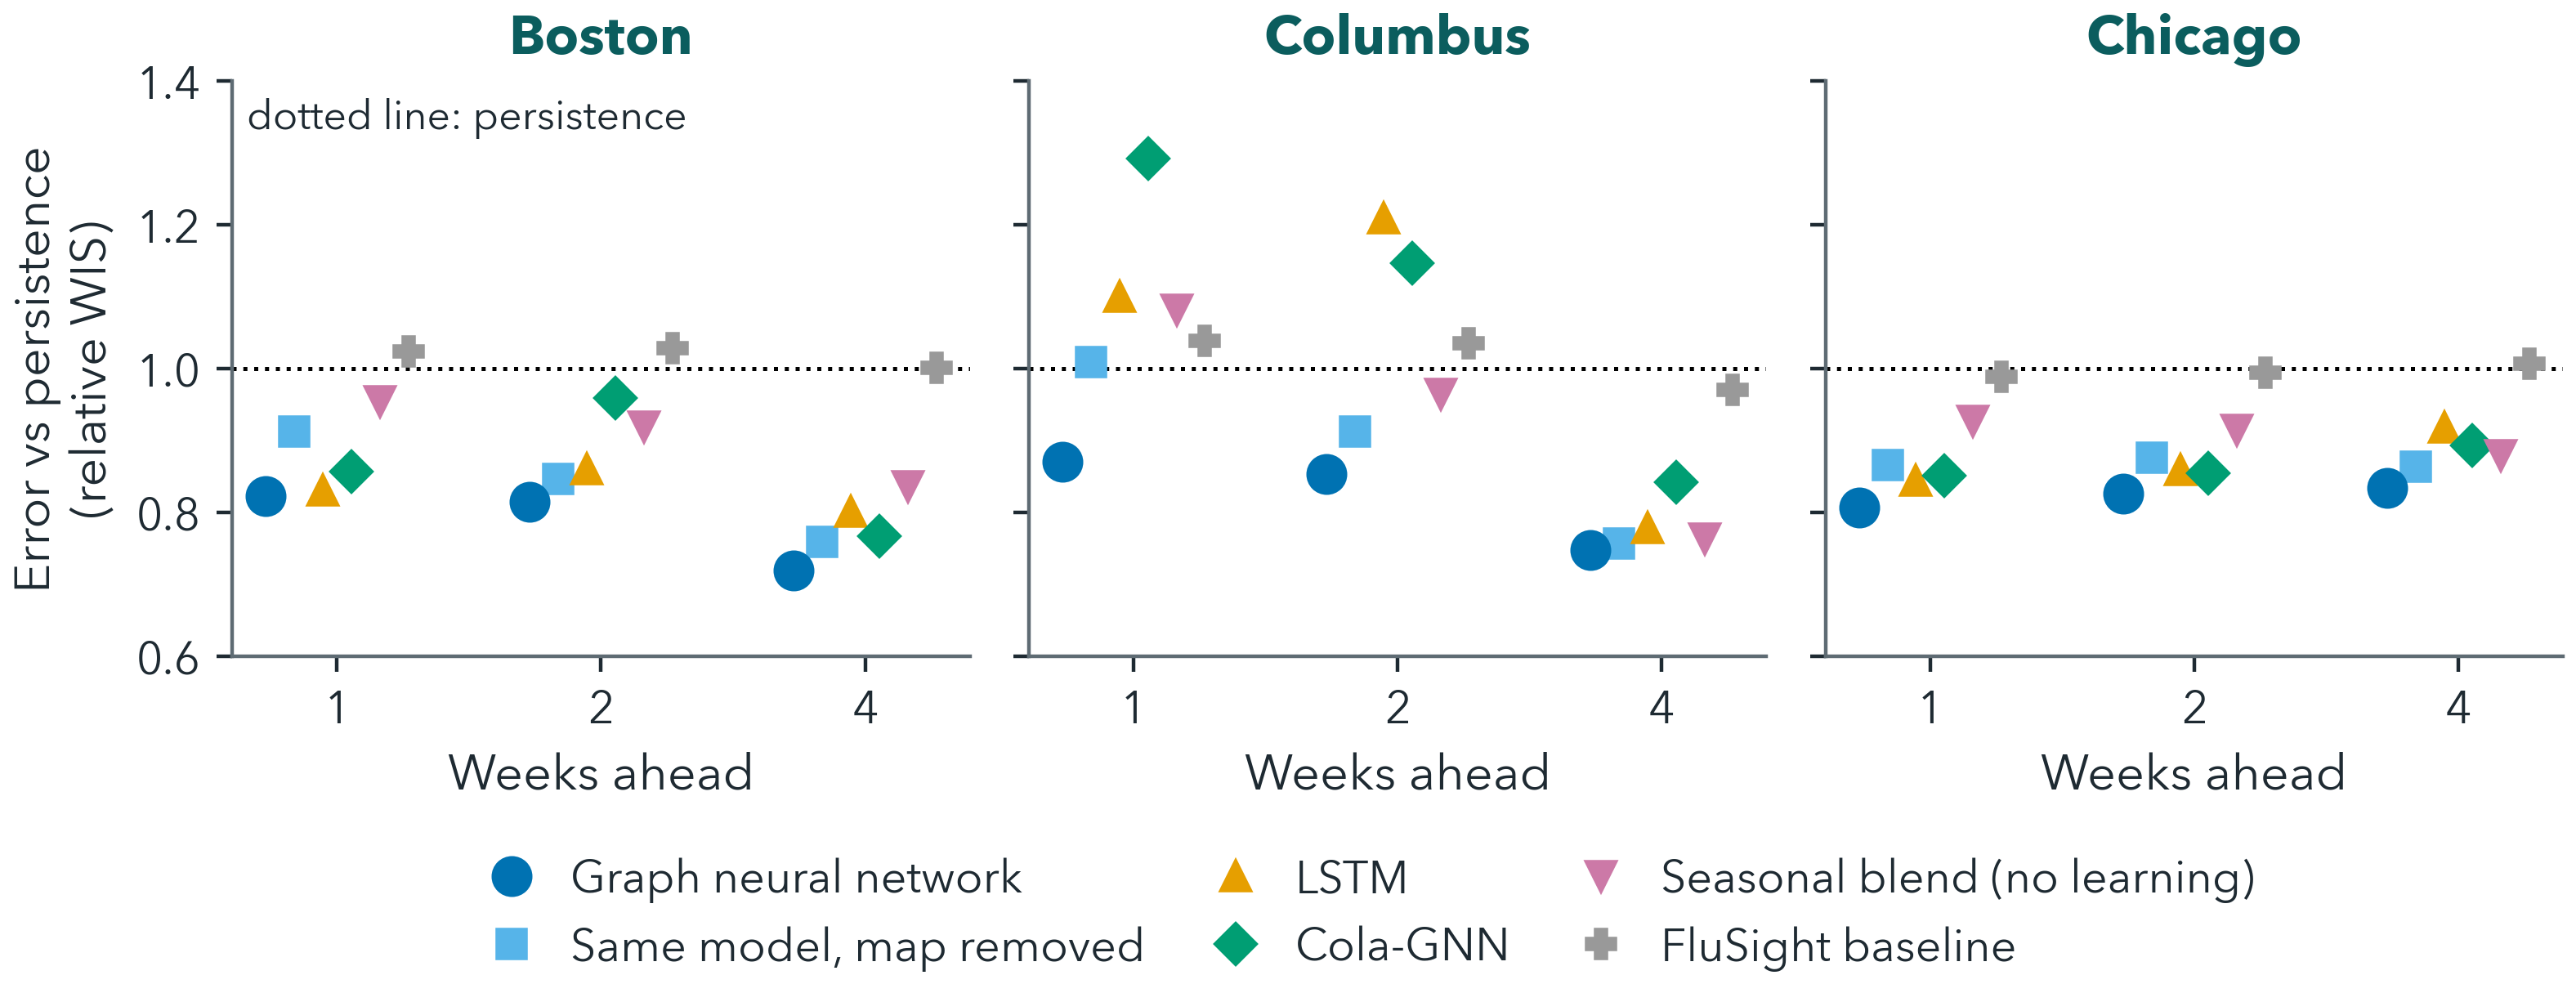 Boston
Columbus
Chicago
Error vs persistence
(relative WIS)
1.4
1.2
1.0
0.8
0.6
dotted line: persistence
1 2 4
1 2 4
1 2 4
Weeks ahead
Weeks ahead
Weeks ahead
Graph neural network
Same model, map removed
LSTM
Cola-GNN
Seasonal blend (no learning)
FluSight baseline